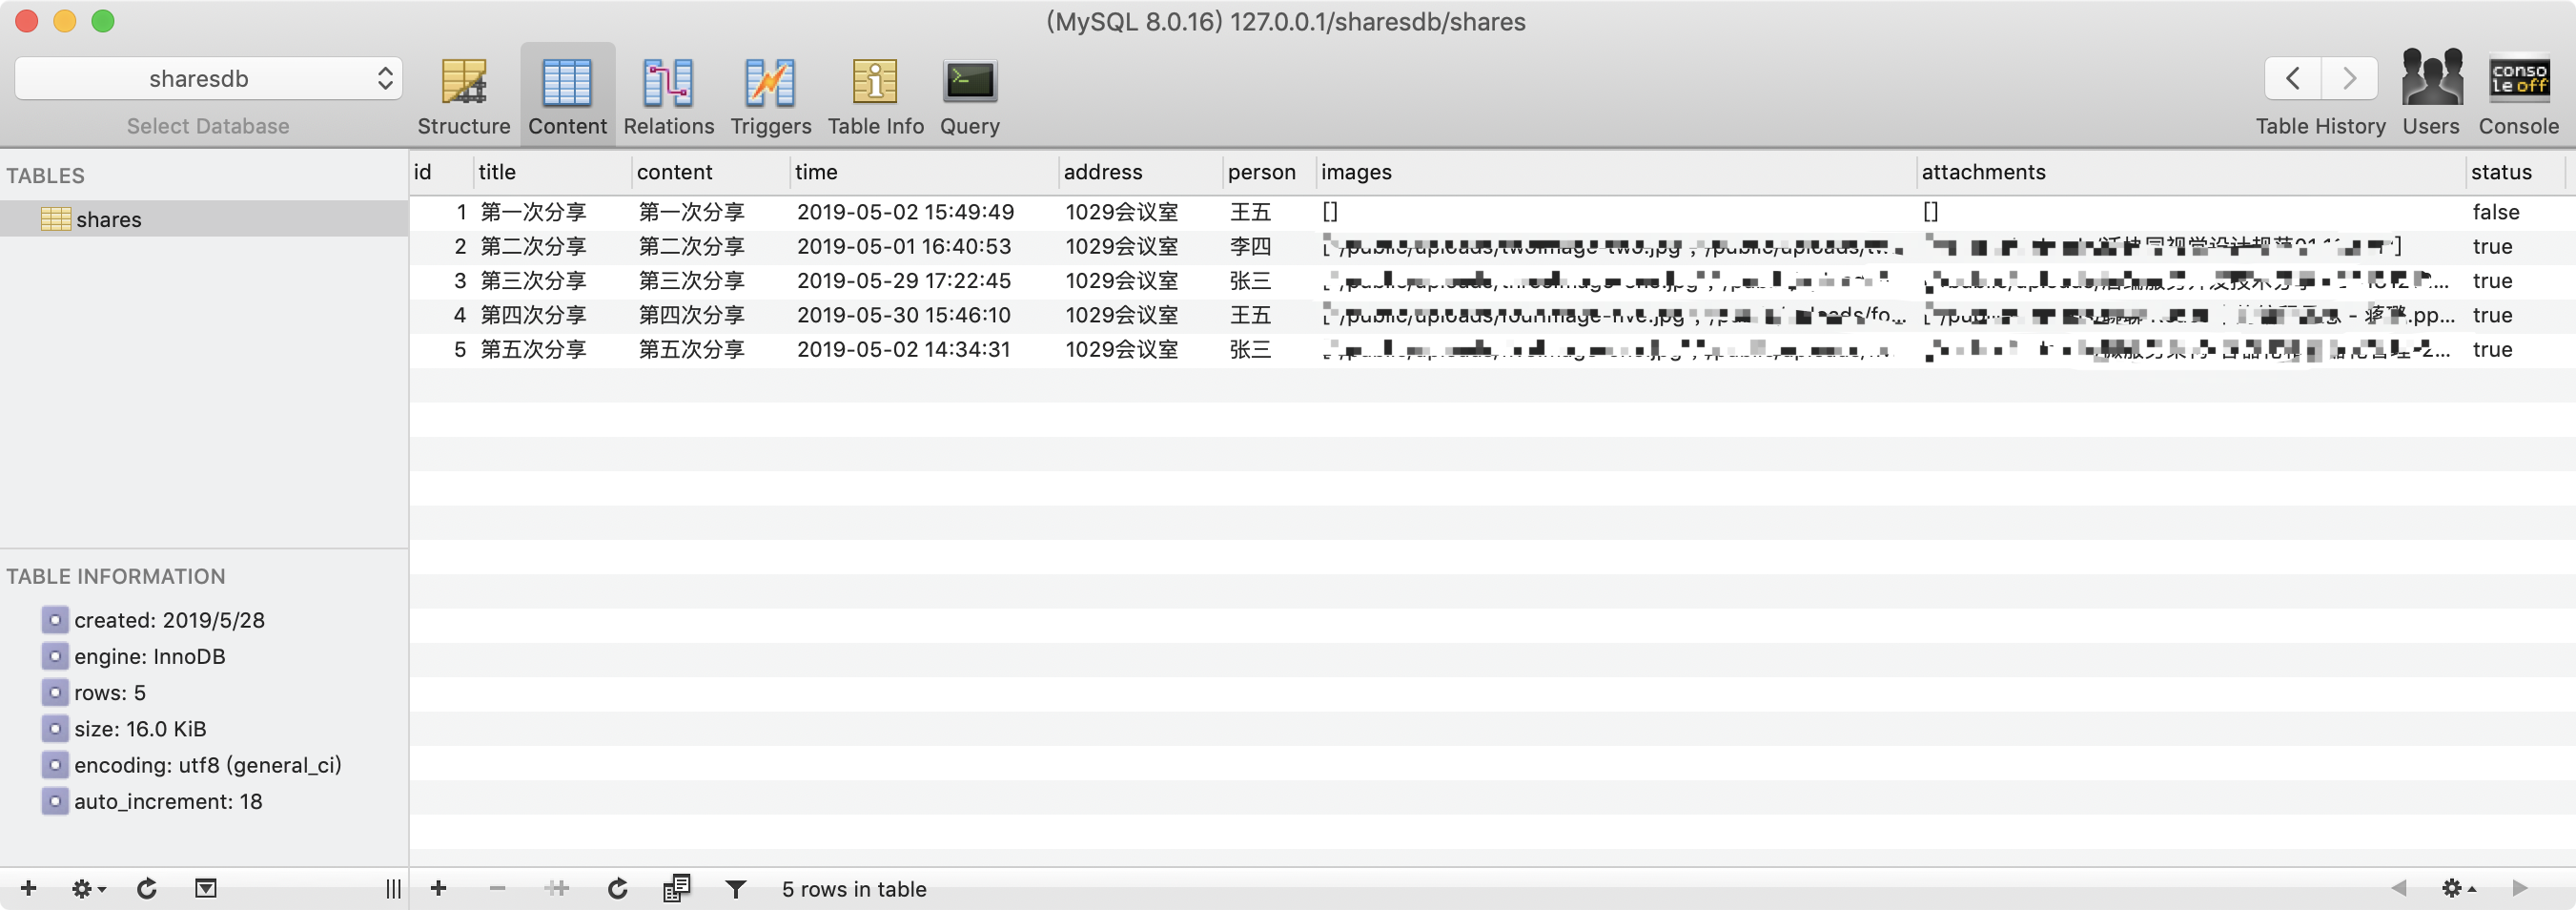 (MySQL 8.0.16) 127.0.0.1/sharesdb/shares
sharesdb
Select Database
Structure Content Relations Triggers Table Info Query
Table History Users Console
conso
le off
TABLES
shares
id title content time address person images attachments status
1 第一次分享 第一次分享 2019-05-02 15:49:49 1029会议室 王五 [] [] false
2 第二次分享 第二次分享 2019-05-01 16:40:53 1029会议室 李四 true
3 第三次分享 第三次分享 2019-05-29 17:22:45 1029会议室 张三 true
4 第四次分享 第四次分享 2019-05-30 15:46:10 1029会议室 王五 true
5 第五次分享 第五次分享 2019-05-02 14:34:31 1029会议室 张三 true
TABLE INFORMATION
created: 2019/5/28
engine: InnoDB
rows: 5
size: 16.0 KiB
encoding: utf8 (general_ci)
auto_increment: 18
5 rows in table